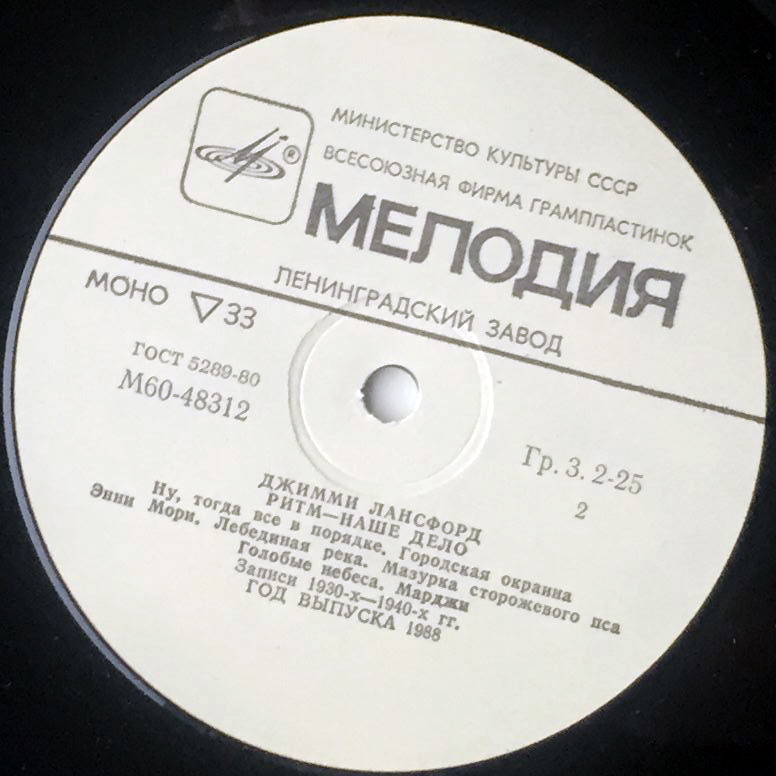 МИНИСТЕРСТВО КУЛЬТУРЫ СССР
ВСЕСОЮЗНАЯ ФИРМА ГРАМПЛАСТИНОК
®
МЕЛОДИЯ
ЛЕНИНГРАДСКИЙ ЗАВОД
МОНО ▽33
ГОСТ 5289-80
М60-48312
Гр. 3. 2-25
2
ДЖИММИ ЛАНСФОРД
РИТМ—НАШЕ ДЕЛО
Ну, тогда все в порядке. Городская окраина
Энни Мори. Лебединая река. Мазурка сторожевого пса
Голобые небеса. Марджи
Записи 1930-х—1940-х гг.
ГОД ВЫПУСКА 1988